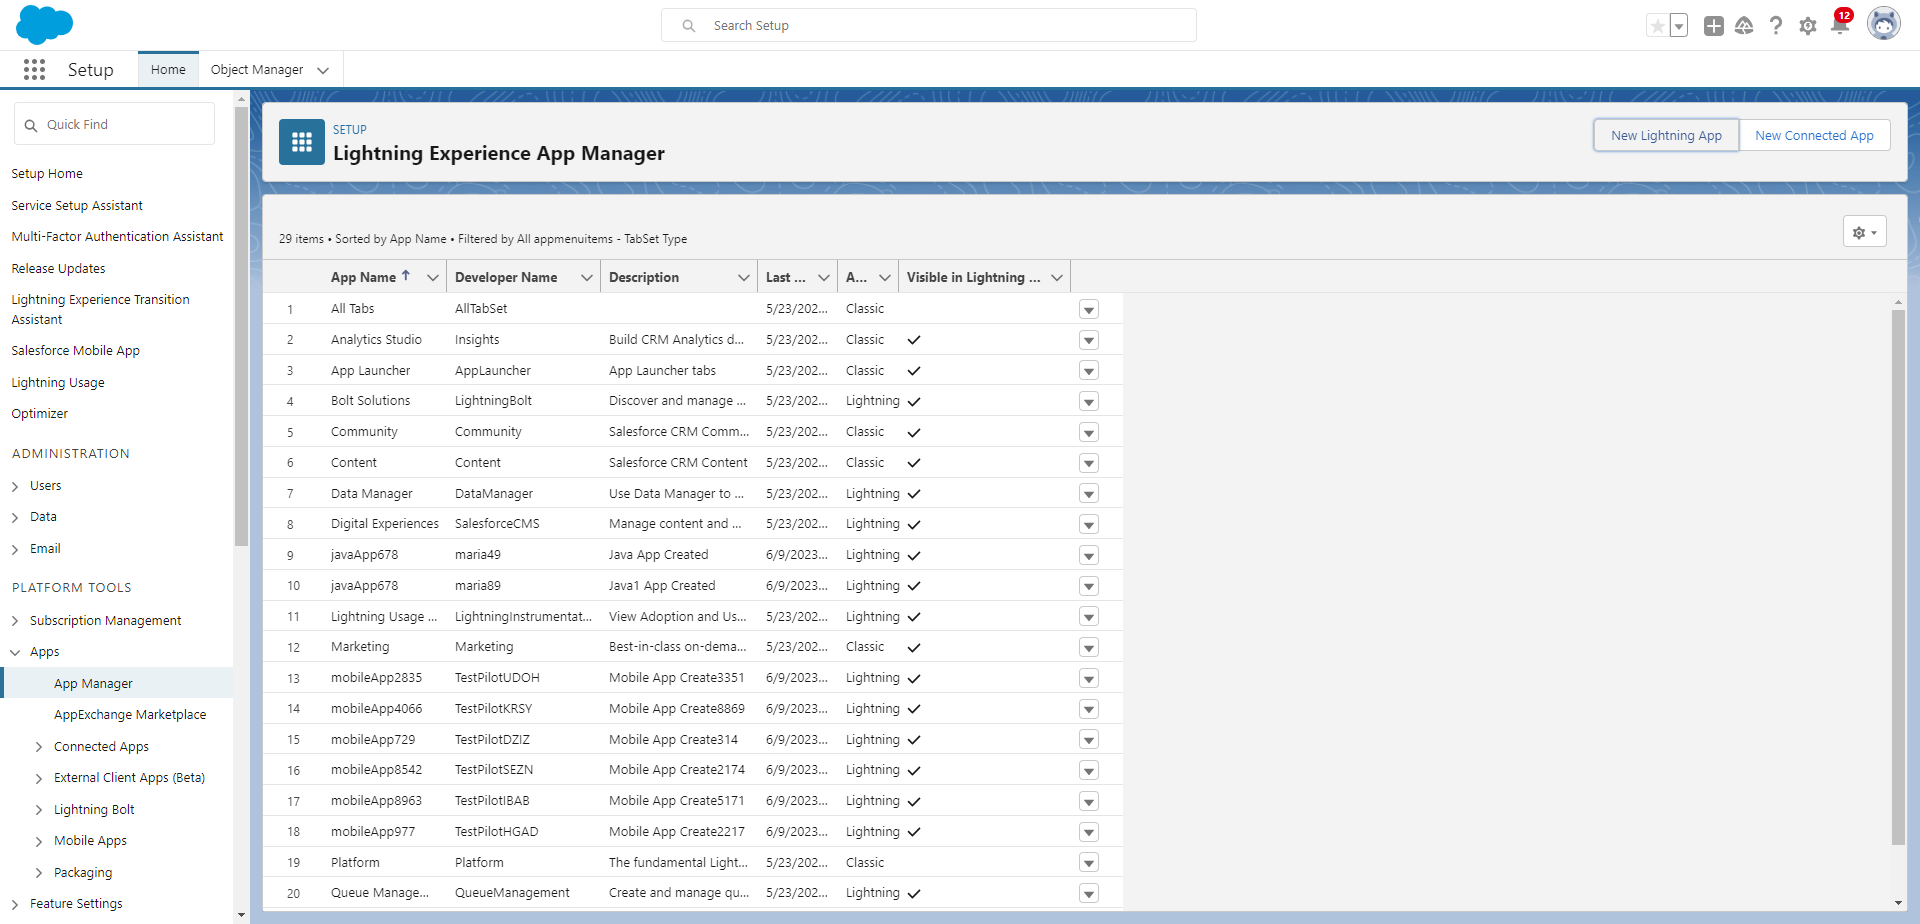 Search Setup
12
Setup
Home
Object Manager
Quick Find
Setup Home
Service Setup Assistant
Multi-Factor Authentication Assistant
Release Updates
Lightning Experience Transition
Assistant
Salesforce Mobile App
Lightning Usage
Optimizer
ADMINISTRATION
Users
Data
Email
PLATFORM TOOLS
Subscription Management
Apps
App Manager
AppExchange Marketplace
Connected Apps
External Client Apps (Beta)
Lightning Bolt
Mobile Apps
Packaging
Feature Settings
SETUP
Lightning Experience App Manager
New Lightning App
New Connected App
29 items • Sorted by App Name • Filtered by All appmenuitems - TabSet Type
App Name Developer Name Description Last ... A... Visible in Lightning ...
1 All Tabs AllTabSet 5/23/202... Classic
2 Analytics Studio Insights Build CRM Analytics d... 5/23/202... Classic
3 App Launcher AppLauncher App Launcher tabs 5/23/202... Classic
4 Bolt Solutions LightningBolt Discover and manage ... 5/23/202... Lightning
5 Community Community Salesforce CRM Comm... 5/23/202... Classic
6 Content Content Salesforce CRM Content 5/23/202... Classic
7 Data Manager DataManager Use Data Manager to ... 5/23/202... Lightning
8 Digital Experiences SalesforceCMS Manage content and ... 5/23/202... Lightning
9 javaApp678 maria49 Java App Created 6/9/2023... Lightning
10 javaApp678 maria89 Java1 App Created 6/9/2023... Lightning
11 Lightning Usage ... LightningInstrumentat... View Adoption and Us... 5/23/202... Lightning
12 Marketing Marketing Best-in-class on-dema... 5/23/202... Classic
13 mobileApp2835 TestPilotUDOH Mobile App Create3351 6/9/2023... Lightning
14 mobileApp4066 TestPilotKRSY Mobile App Create8869 6/9/2023... Lightning
15 mobileApp729 TestPilotDZIZ Mobile App Create314 6/9/2023... Lightning
16 mobileApp8542 TestPilotSEZN Mobile App Create2174 6/9/2023... Lightning
17 mobileApp8963 TestPilotIBAB Mobile App Create5171 6/9/2023... Lightning
18 mobileApp977 TestPilotHGAD Mobile App Create2217 6/9/2023... Lightning
19 Platform Platform The fundamental Light... 5/23/202... Classic
20 Queue Manage... QueueManagement Create and manage qu... 5/23/202... Lightning